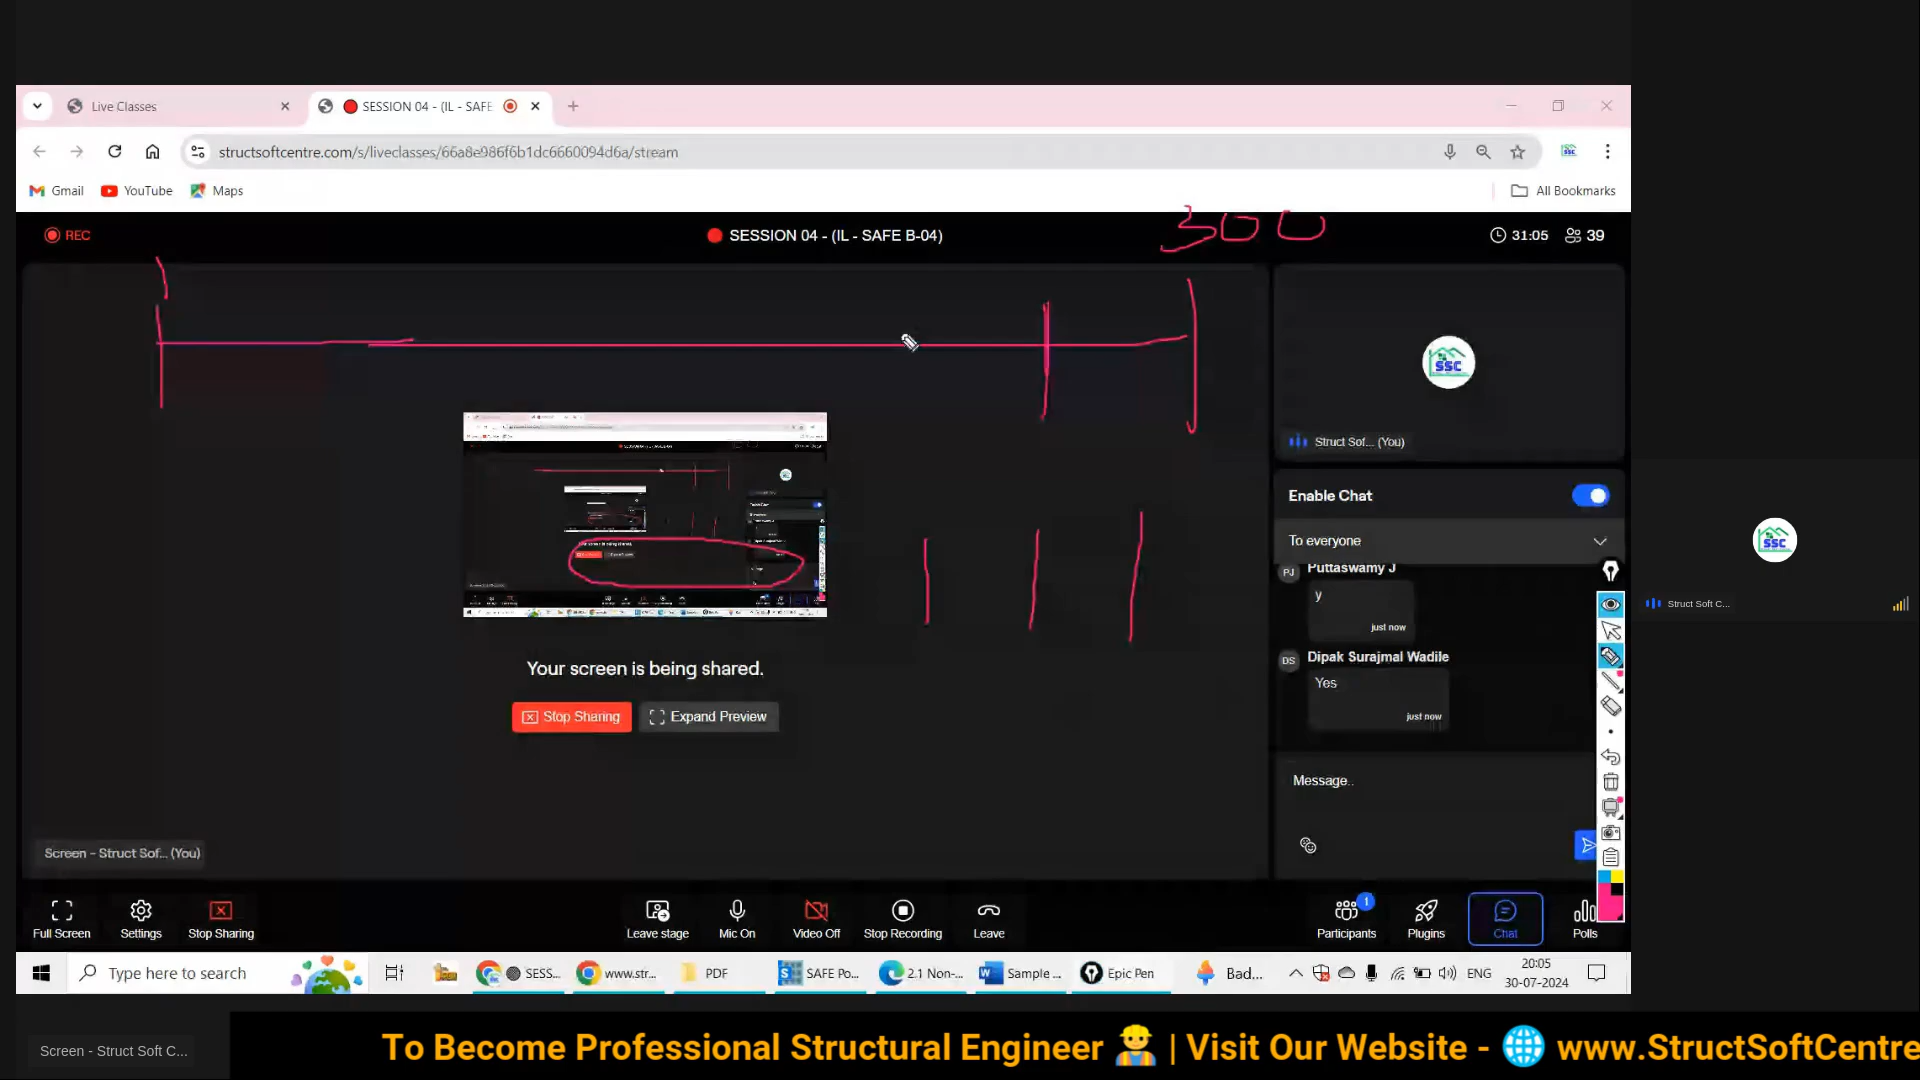 Live Classes
SESSION 04 - (IL - SAFE
structsoftcentre.com/s/liveclasses/66a8e986f6b1dc6660094d6a/stream
Gmail
YouTube
Maps
All Bookmarks
300
REC
SESSION 04 - (IL - SAFE B-04)
31:05
39
SSC
Struct Sof... (You)
Enable Chat
To everyone
PJ
Puttaswamy J
y
just now
DS
Dipak Surajmal Wadile
Yes
just now
Message..
SSC
Struct Soft C...
Your screen is being shared.
Stop Sharing
Expand Preview
Screen - Struct Sof... (You)
Full Screen
Settings
Stop Sharing
Leave stage
Mic On
Video Off
Stop Recording
Leave
1
Participants
Plugins
Chat
Polls
Type here to search
SESS...
www.str...
PDF
SAFE Po...
2.1 Non-...
Sample ...
Epic Pen
Bad...
ENG
20:05
30-07-2024
Screen - Struct Soft C...
To Become Professional Structural Engineer 👷 | Visit Our Website - 🌐 www.StructSoftCentre